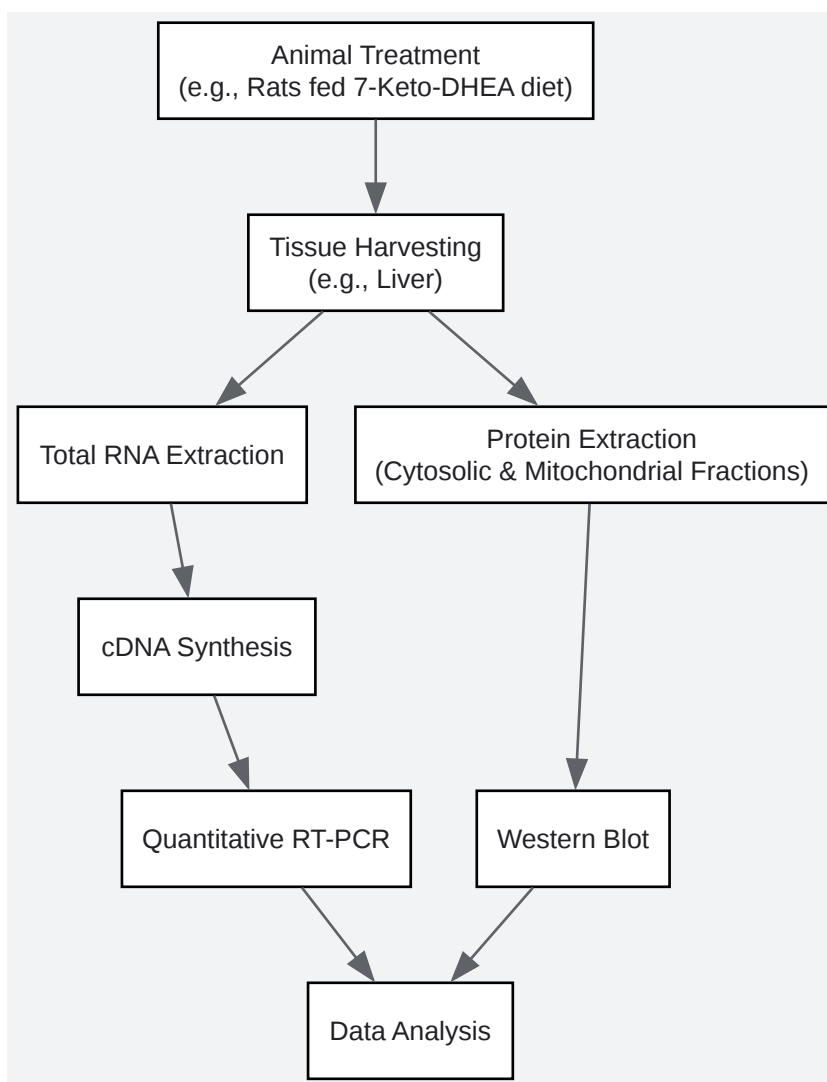 Animal Treatment
(e.g., Rats fed 7-Keto-DHEA diet)
Tissue Harvesting
(e.g., Liver)
Total RNA Extraction
Protein Extraction
(Cytosolic & Mitochondrial Fractions)
cDNA Synthesis
Quantitative RT-PCR
Western Blot
Data Analysis